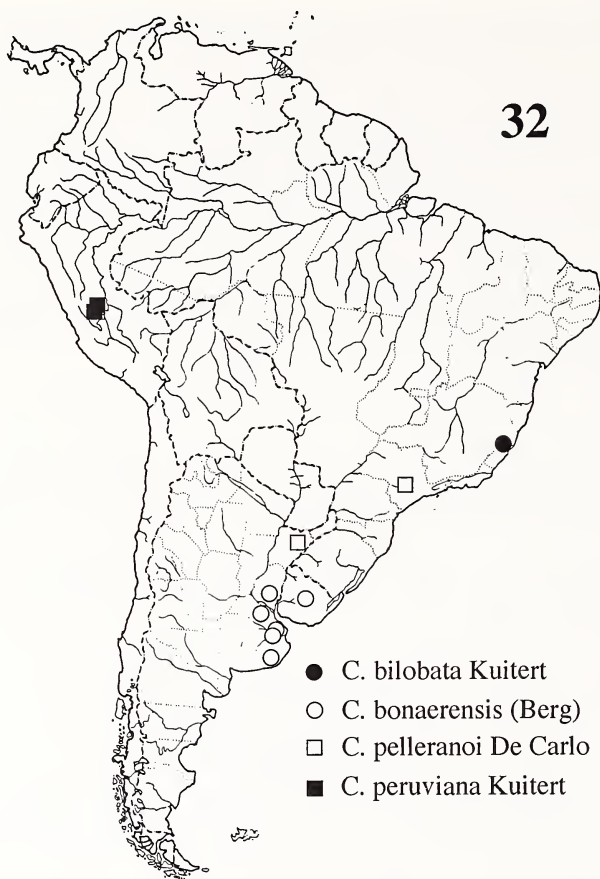 32
C. bilobata Kuitert
C. bonaerensis (Berg)
C. pelleranoi De Carlo
C. peruviana Kuitert